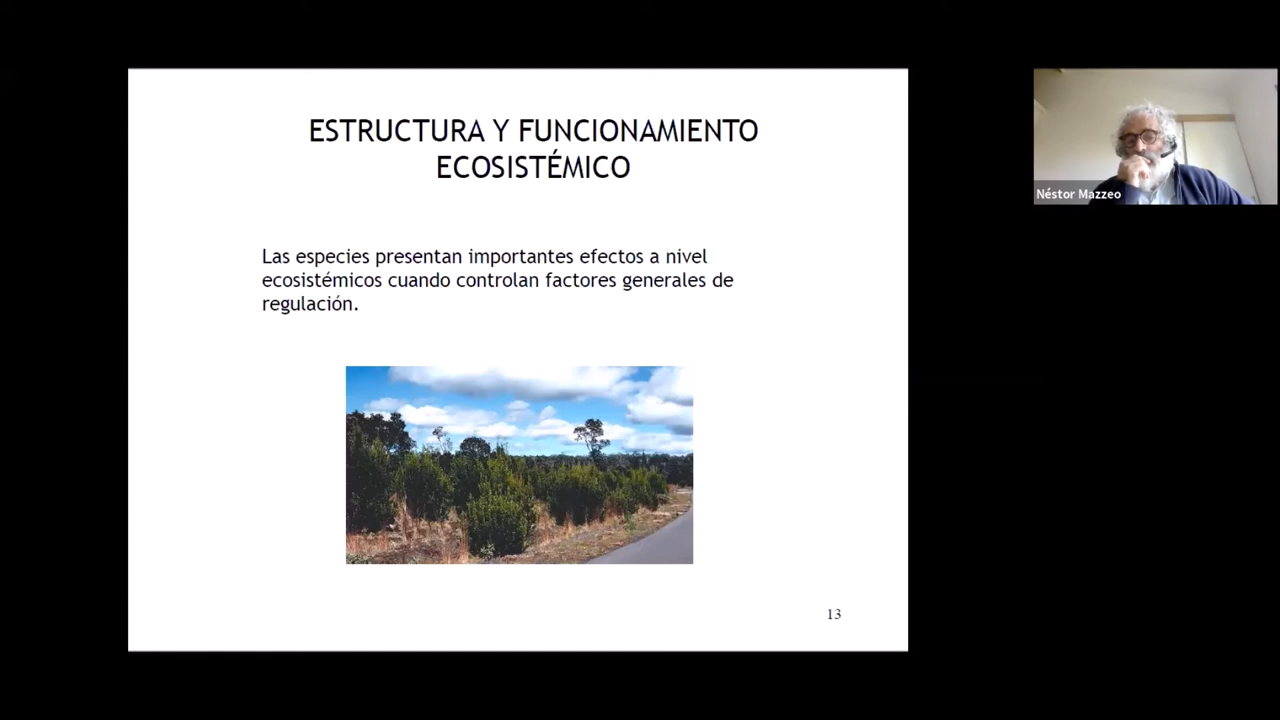 ESTRUCTURA Y FUNCIONAMIENTO
ECOSISTÉMICO
Las especies presentan importantes efectos a nivel
ecosistémicos cuando controlan factores generales de
regulación.
13
Néstor Mazzeo